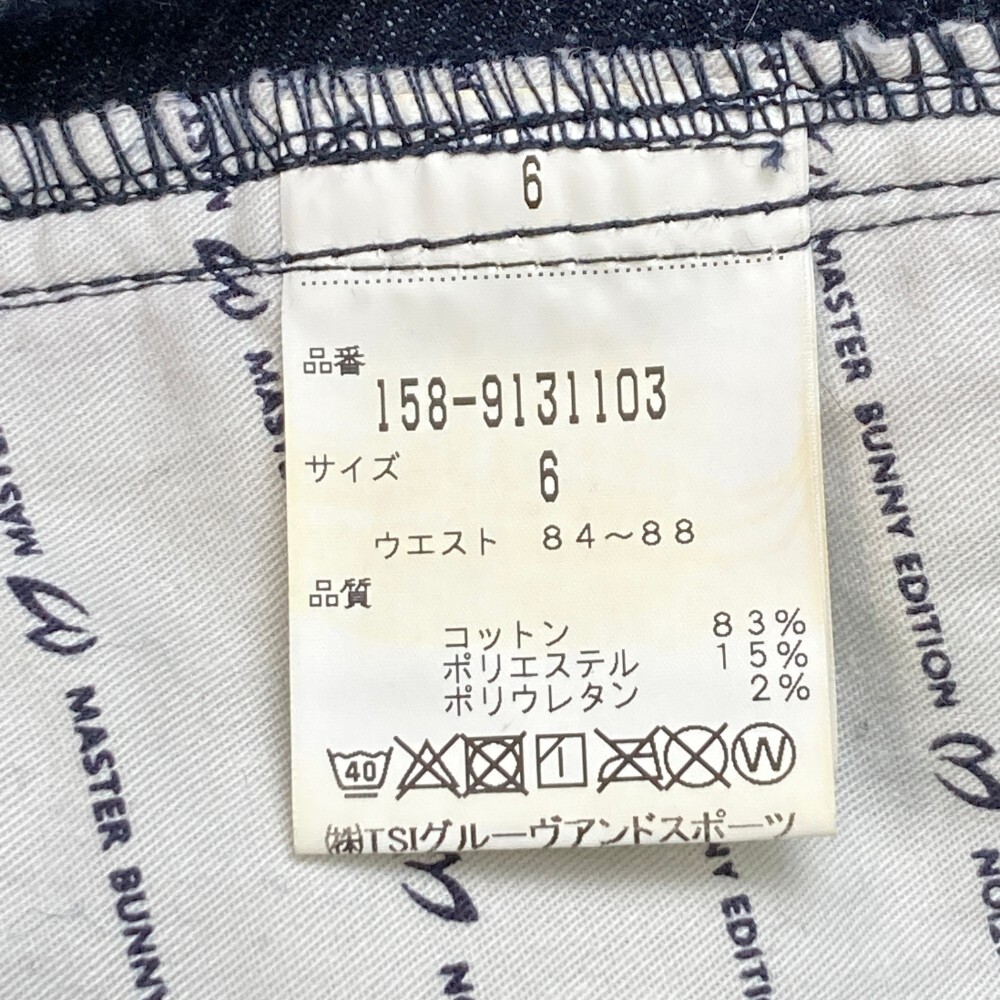 6
品番
158-9131103
サイズ 6
ウエスト 84～88
品質
コットン 83%
ポリエステル 15%
ポリウレタン 2%
40 W
㈱TSIグルーヴアンドスポーツ
MASTER BUNNY EDITION
MASTER BUNNY
MASTER
EDITION